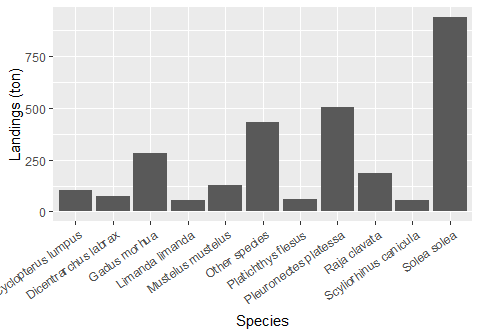 Landings (ton)
750
500
250
0
Cyclopterus lumpus
Dicentrarchus labrax
Gadus morhua
Limanda limanda
Mustelus mustelus
Other species
Platichthys flesus
Pleuronectes platessa
Raja clavata
Scyliorhinus canicula
Solea solea
Species